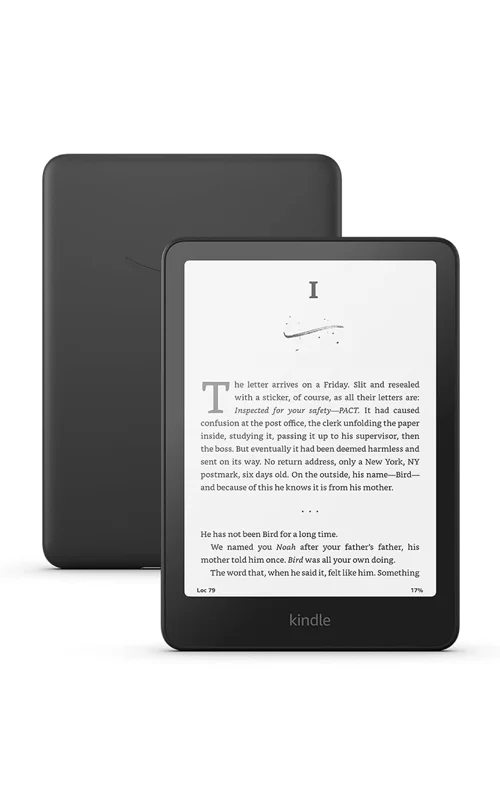 I
The letter arrives on a Friday. Slit and resealed
with a sticker, of course, as all their letters are:
Inspected for your safety—PACT. It had caused
confusion at the post office, the clerk unfolding the paper
inside, studying it, passing it up to his supervisor, then
the boss. But eventually it had been deemed harmless and
sent on its way. No return address, only a New York, NY
postmark, six days old. On the outside, his name—Bird—
and because of this he knows it is from his mother.
. . .
He has not been Bird for a long time.
We named you Noah after your father's father, his
mother told him once. Bird was all your own doing.
The word that, when he said it, felt like him. Something
Loc 79 17%
kindle